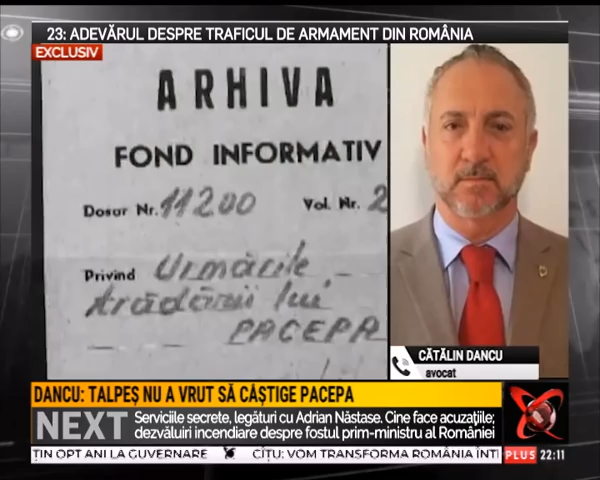 23: ADEVĂRUL DESPRE TRAFICUL DE ARMAMENT DIN ROMÂNIA
EXCLUSIV
ARHIVA
FOND INFORMATIV
Dosar Nr. 11200 Vol. Nr. 2
Privind Urmările
trădării lui
PACEPA
CĂTĂLIN DANCU
avocat
DANCU: TALPEȘ NU A VRUT SĂ CÂȘTIGE PACEPA
NEXT
Serviciile secrete, legături cu Adrian Năstase. Cine face acuzațiile;
dezvăluiri incendiare despre fostul prim-ministru al României
ȚIN OPT ANI LA GUVERNARE CÎȚU: VOM TRANSFORMA ROMÂNIA INTI
PLUS 22:11